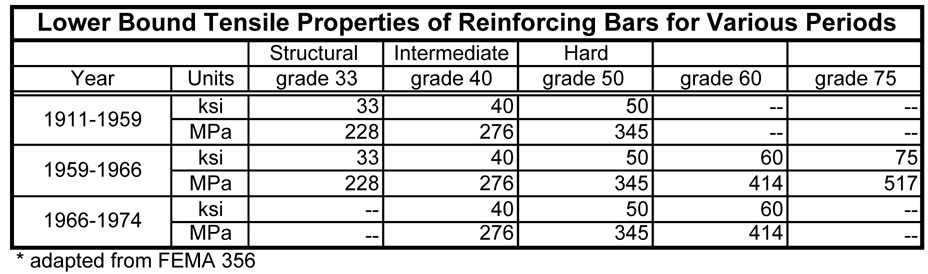 Lower Bound Tensile Properties of Reinforcing Bars for Various Periods
Structural Intermediate Hard
Year Units grade 33 grade 40 grade 50 grade 60 grade 75
1911-1959 ksi 33 40 50 -- --
MPa 228 276 345 -- --
1959-1966 ksi 33 40 50 60 75
MPa 228 276 345 414 517
1966-1974 ksi -- 40 50 60 --
MPa -- 276 345 414 --
* adapted from FEMA 356